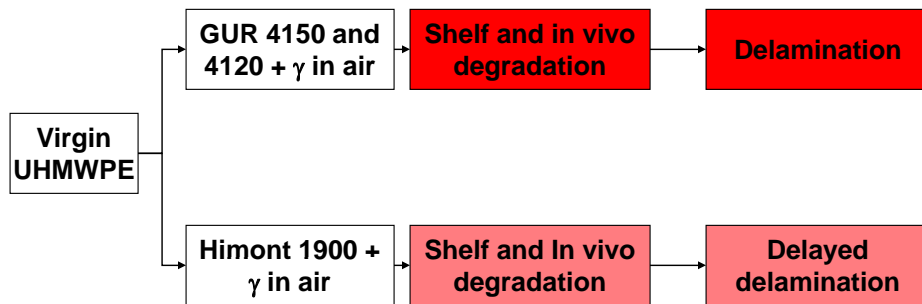 GUR 4150 and
4120 + γ in air
Shelf and in vivo
degradation
Delamination
Virgin
UHMWPE
Himont 1900 +
γ in air
Shelf and In vivo
degradation
Delayed
delamination